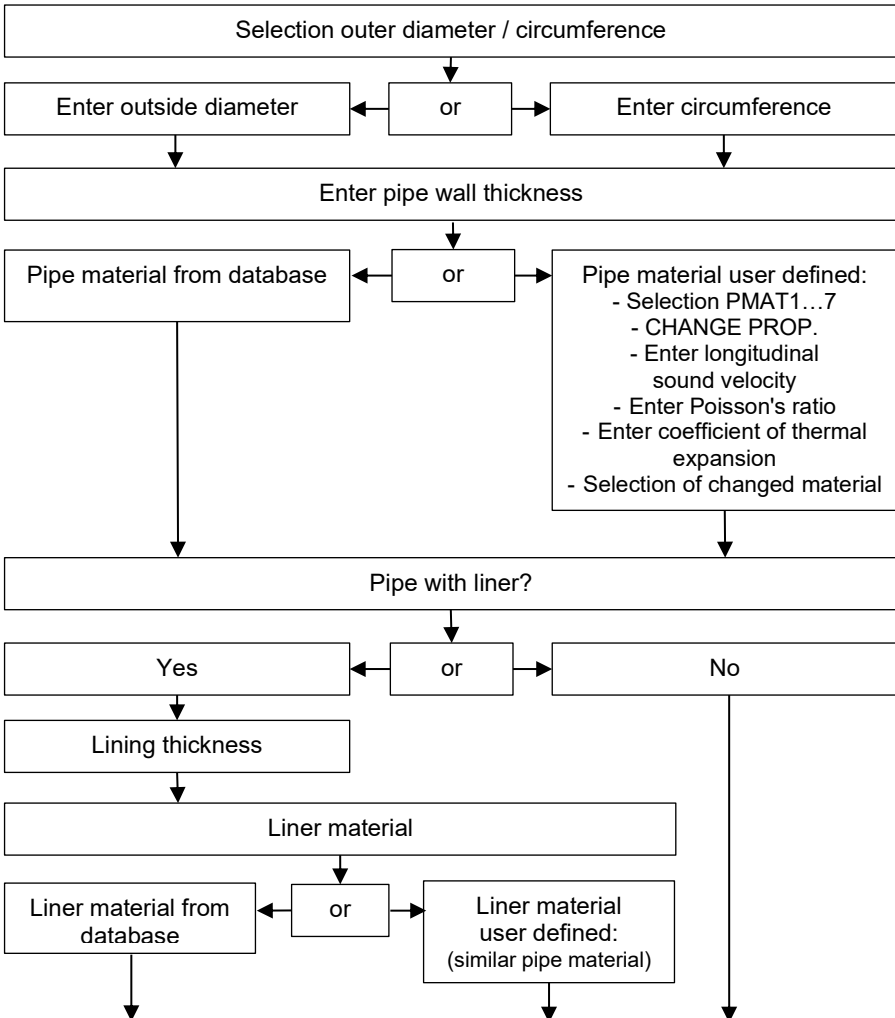 Selection outer diameter / circumference
Enter outside diameter
or
Enter circumference
Enter pipe wall thickness
Pipe material from database
or
Pipe material user defined:
- Selection PMAT1…7
- CHANGE PROP.
- Enter longitudinal
sound velocity
- Enter Poisson's ratio
- Enter coefficient of thermal
expansion
- Selection of changed material
Pipe with liner?
Yes
or
No
Lining thickness
Liner material
Liner material from
database
or
Liner material
user defined:
(similar pipe material)